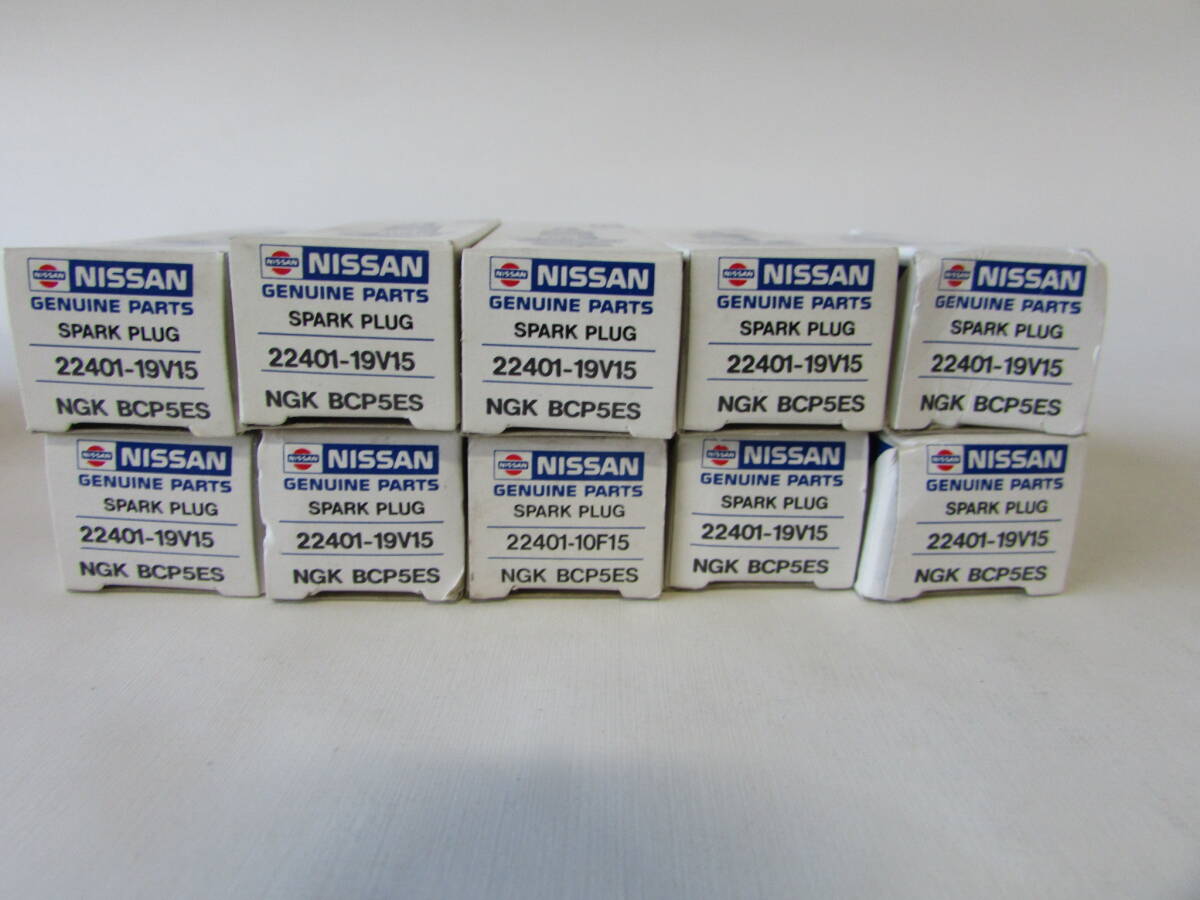 NISSAN NISSAN
GENUINE PARTS
SPARK PLUG
22401-19V15
NGK BCP5ES
NISSAN NISSAN
GENUINE PARTS
SPARK PLUG
22401-19V15
NGK BCP5ES
NISSAN NISSAN
GENUINE PARTS
SPARK PLUG
22401-19V15
NGK BCP5ES
NISSAN NISSAN
GENUINE PARTS
SPARK PLUG
22401-19V15
NGK BCP5ES
NISSAN NISSAN
GENUINE PARTS
SPARK PLUG
22401-19V15
NGK BCP5ES
NISSAN NISSAN
GENUINE PARTS
SPARK PLUG
22401-19V15
NGK BCP5ES
NISSAN NISSAN
GENUINE PARTS
SPARK PLUG
22401-19V15
NGK BCP5ES
NISSAN NISSAN
GENUINE PARTS
SPARK PLUG
22401-10F15
NGK BCP5ES
NISSAN NISSAN
GENUINE PARTS
SPARK PLUG
22401-19V15
NGK BCP5ES
NISSAN NISSAN
GENUINE PARTS
SPARK PLUG
22401-19V15
NGK BCP5ES